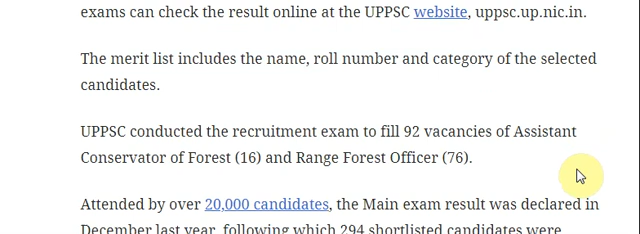 exams can check the result online at the UPPSC website, uppsc.up.nic.in.
The merit list includes the name, roll number and category of the selected
candidates.
UPPSC conducted the recruitment exam to fill 92 vacancies of Assistant
Conservator of Forest (16) and Range Forest Officer (76).
Attended by over 20,000 candidates, the Main exam result was declared in
December last year, following which 294 shortlisted candidates were